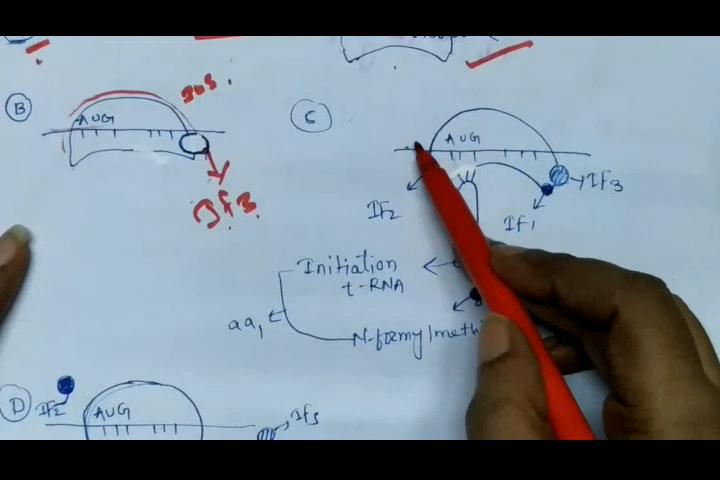 B
AUG
30S.
If3
C
AUG
IF3
IF2
IF1
Initiation
t-RNA
aa1
N-formylmethi
D
IF2
AUG
IF3